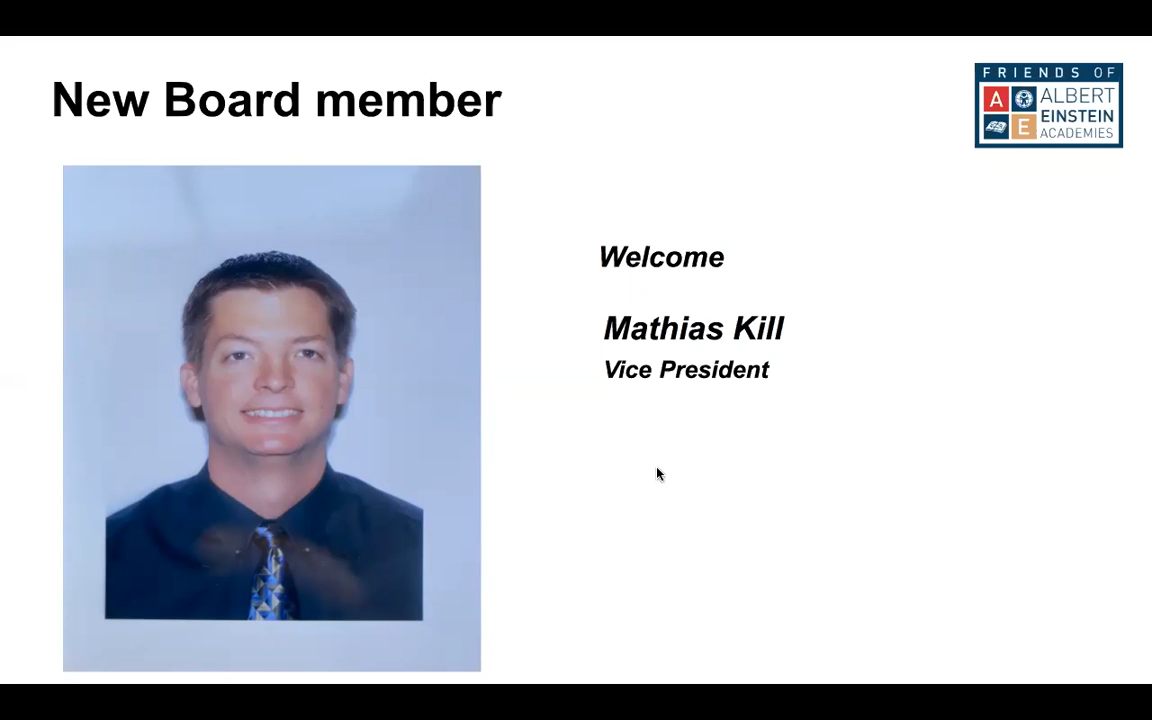 New Board member
FRIENDS OF
A
ALBERT
EINSTEIN
E
ACADEMIES
Welcome
Mathias Kill
Vice President